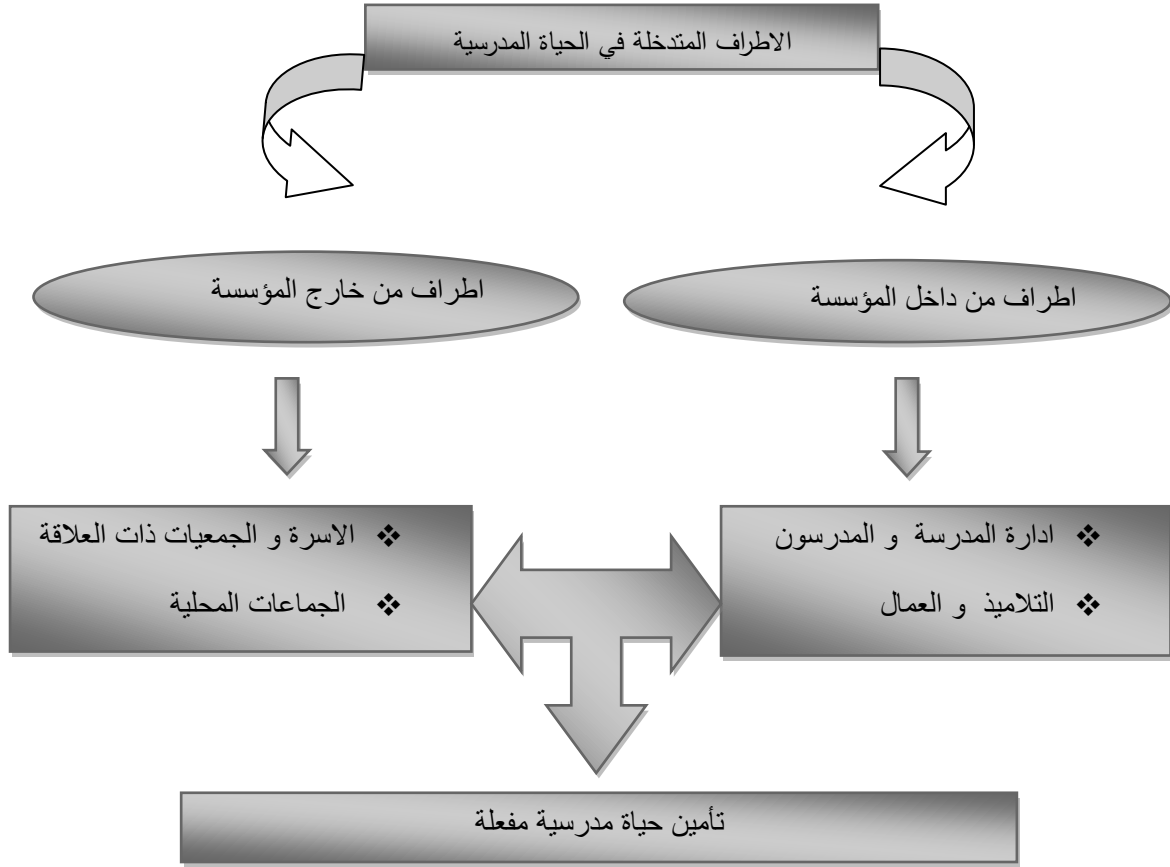 الاطراف المتدخلة في الحياة المدرسية
اطراف من داخل المؤسسة
اطراف من خارج المؤسسة
❖ ادارة المدرسة و المدرسون
❖ التلاميذ و العمال
❖ الاسرة و الجمعيات ذات العلاقة
❖ الجماعات المحلية
تأمين حياة مدرسية مفعلة